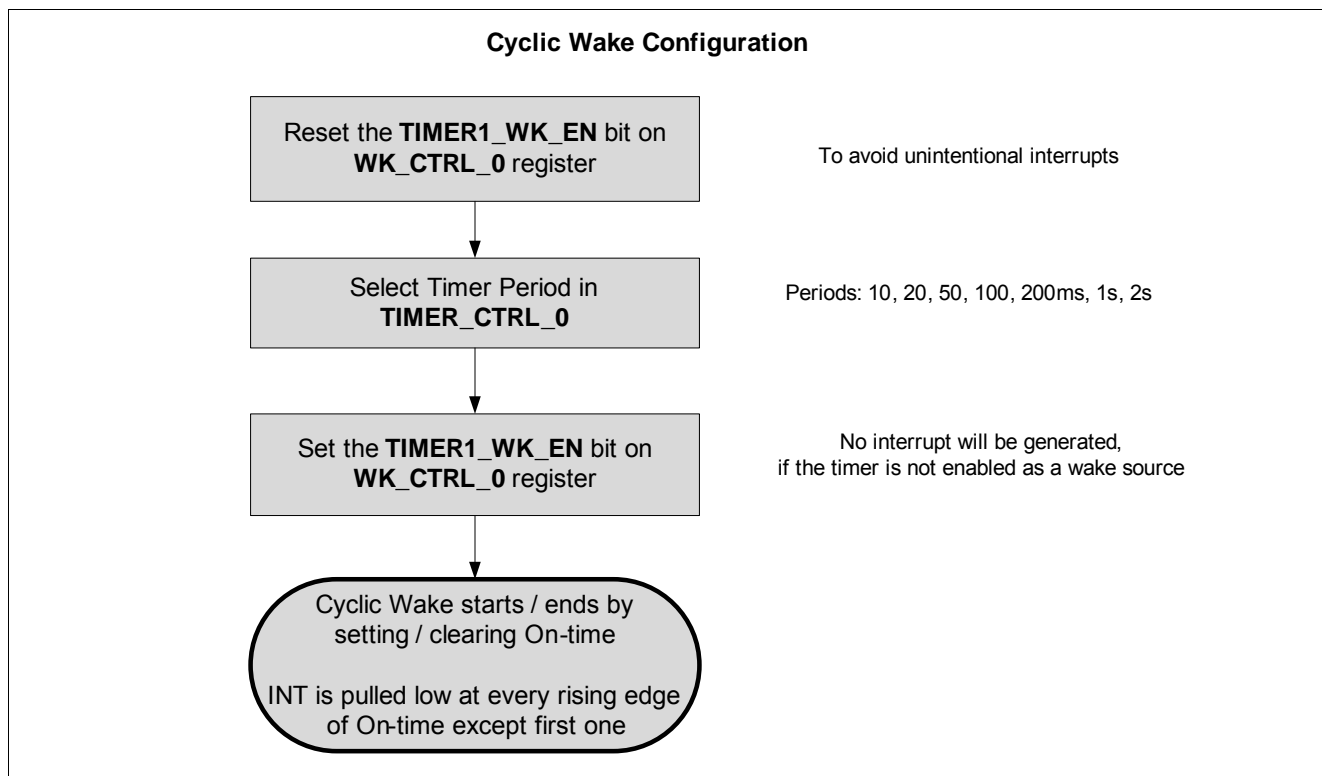 Cyclic Wake Configuration
Reset the TIMER1_WK_EN bit on
WK_CTRL_0 register
To avoid unintentional interrupts
Select Timer Period in
TIMER_CTRL_0
Periods: 10, 20, 50, 100, 200ms, 1s, 2s
Set the TIMER1_WK_EN bit on
WK_CTRL_0 register
No interrupt will be generated,
if the timer is not enabled as a wake source
Cyclic Wake starts / ends by
setting / clearing On-time
INT is pulled low at every rising edge
of On-time except first one